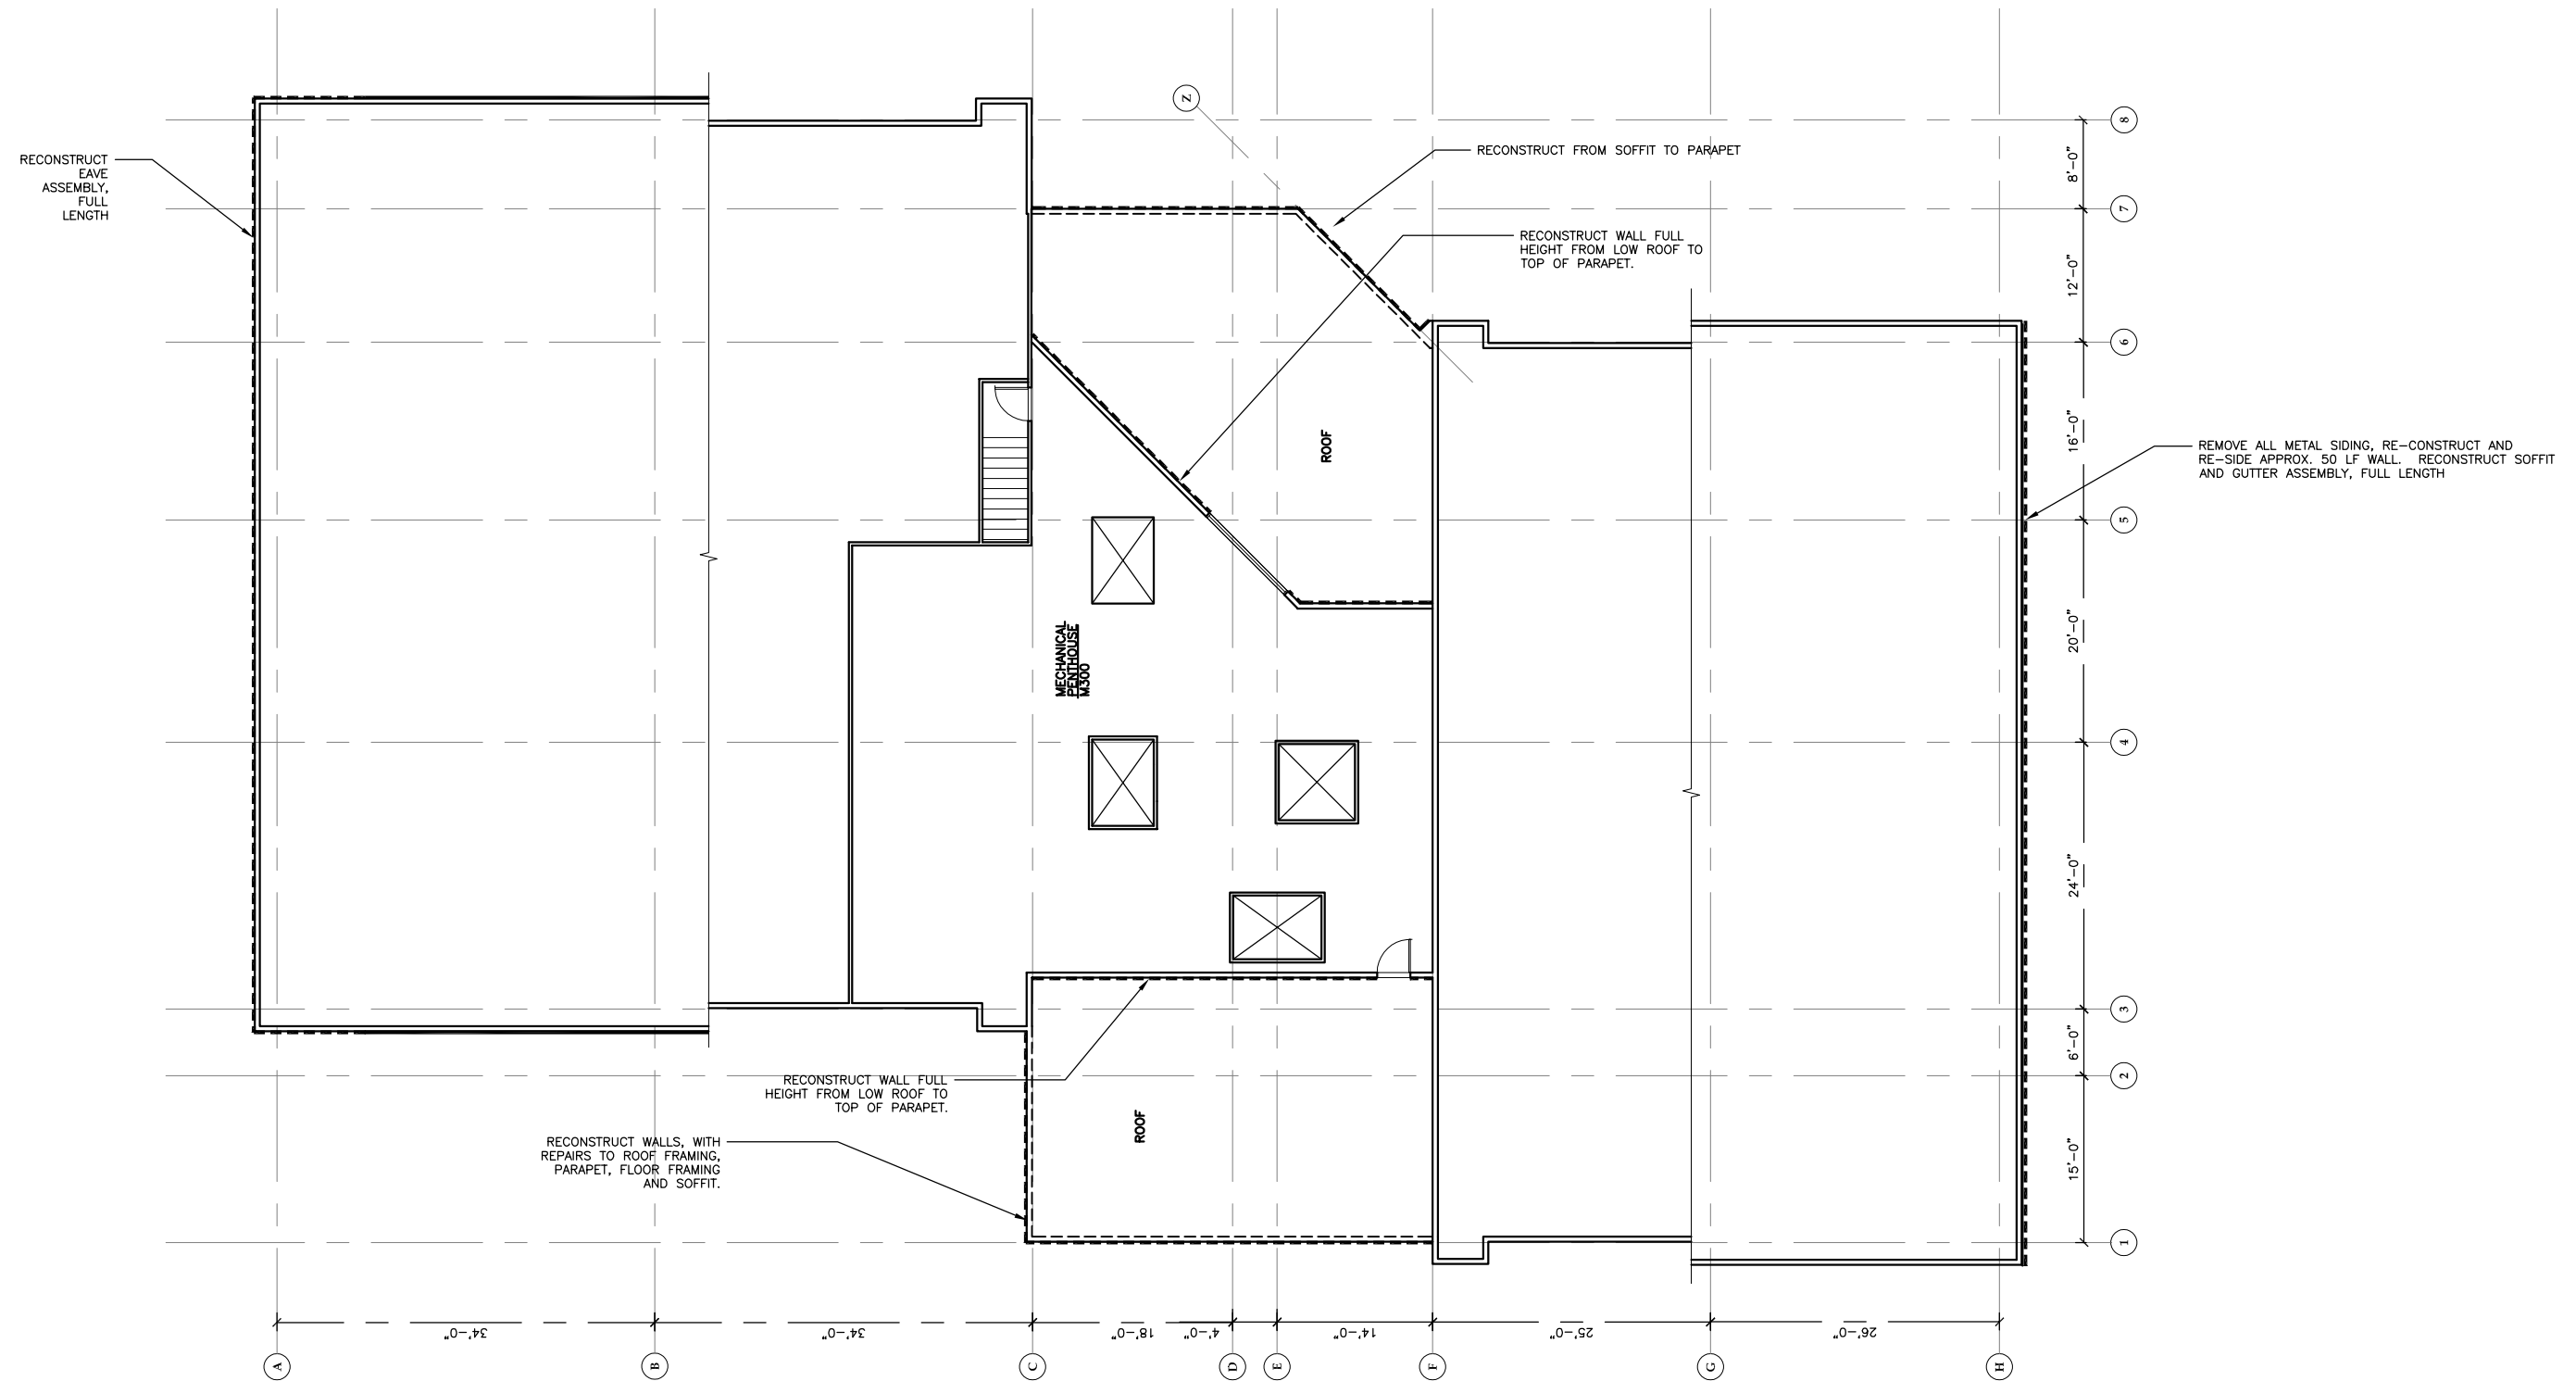 Z
RECONSTRUCT
EAVE
ASSEMBLY,
FULL
LENGTH
RECONSTRUCT FROM SOFFIT TO PARAPET
RECONSTRUCT WALL FULL
HEIGHT FROM LOW ROOF TO
TOP OF PARAPET.
ROOF
REMOVE ALL METAL SIDING, RE-CONSTRUCT AND
RE-SIDE APPROX. 50 LF WALL. RECONSTRUCT SOFFIT
AND GUTTER ASSEMBLY, FULL LENGTH
MECHANICAL
PENTHOUSE
M300
RECONSTRUCT WALL FULL
HEIGHT FROM LOW ROOF TO
TOP OF PARAPET.
ROOF
RECONSTRUCT WALLS, WITH
REPAIRS TO ROOF FRAMING,
PARAPET, FLOOR FRAMING
AND SOFFIT.
8
8'-0"
7
12'-0"
6
16'-0"
5
20'-0"
4
24'-0"
3
6'-0"
2
15'-0"
1
34'-0"
34'-0"
18'-0"
4'-0"
14'-0"
25'-0"
26'-0"
A
B
C
D
E
F
G
H